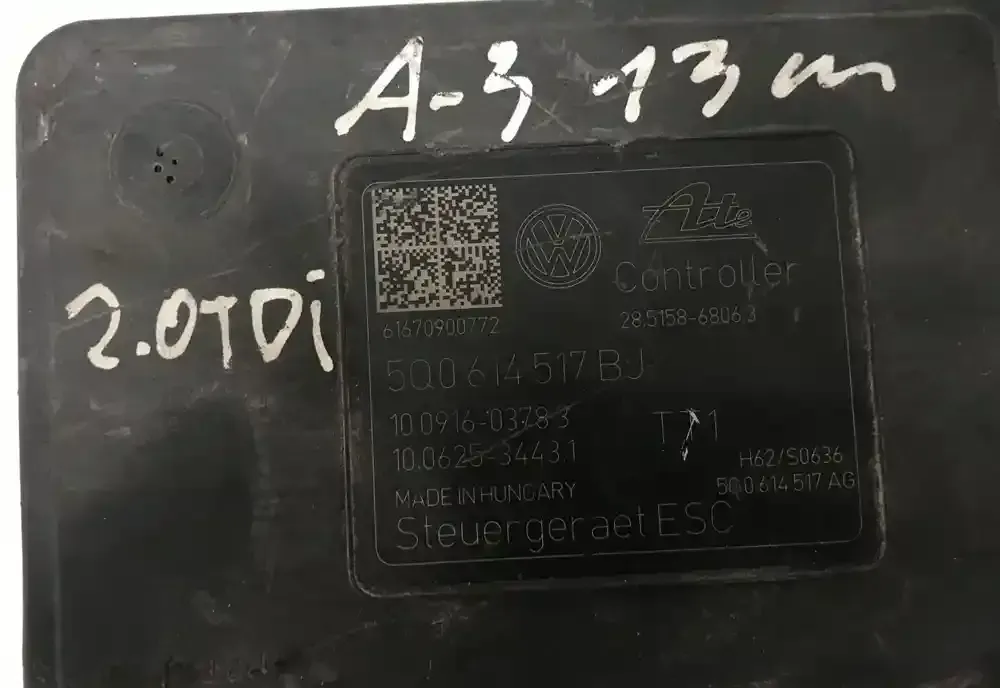 A-3 -13 m
2.0TDi
Ate
Controller
61670900772
28.5158-6806.3
5Q0 614 517 BJ
10.0916-0378.3
T71
10.0625-3443.1
H62/S0636
MADE IN HUNGARY
5Q0 614 517 AG
Steuergeraet ESC